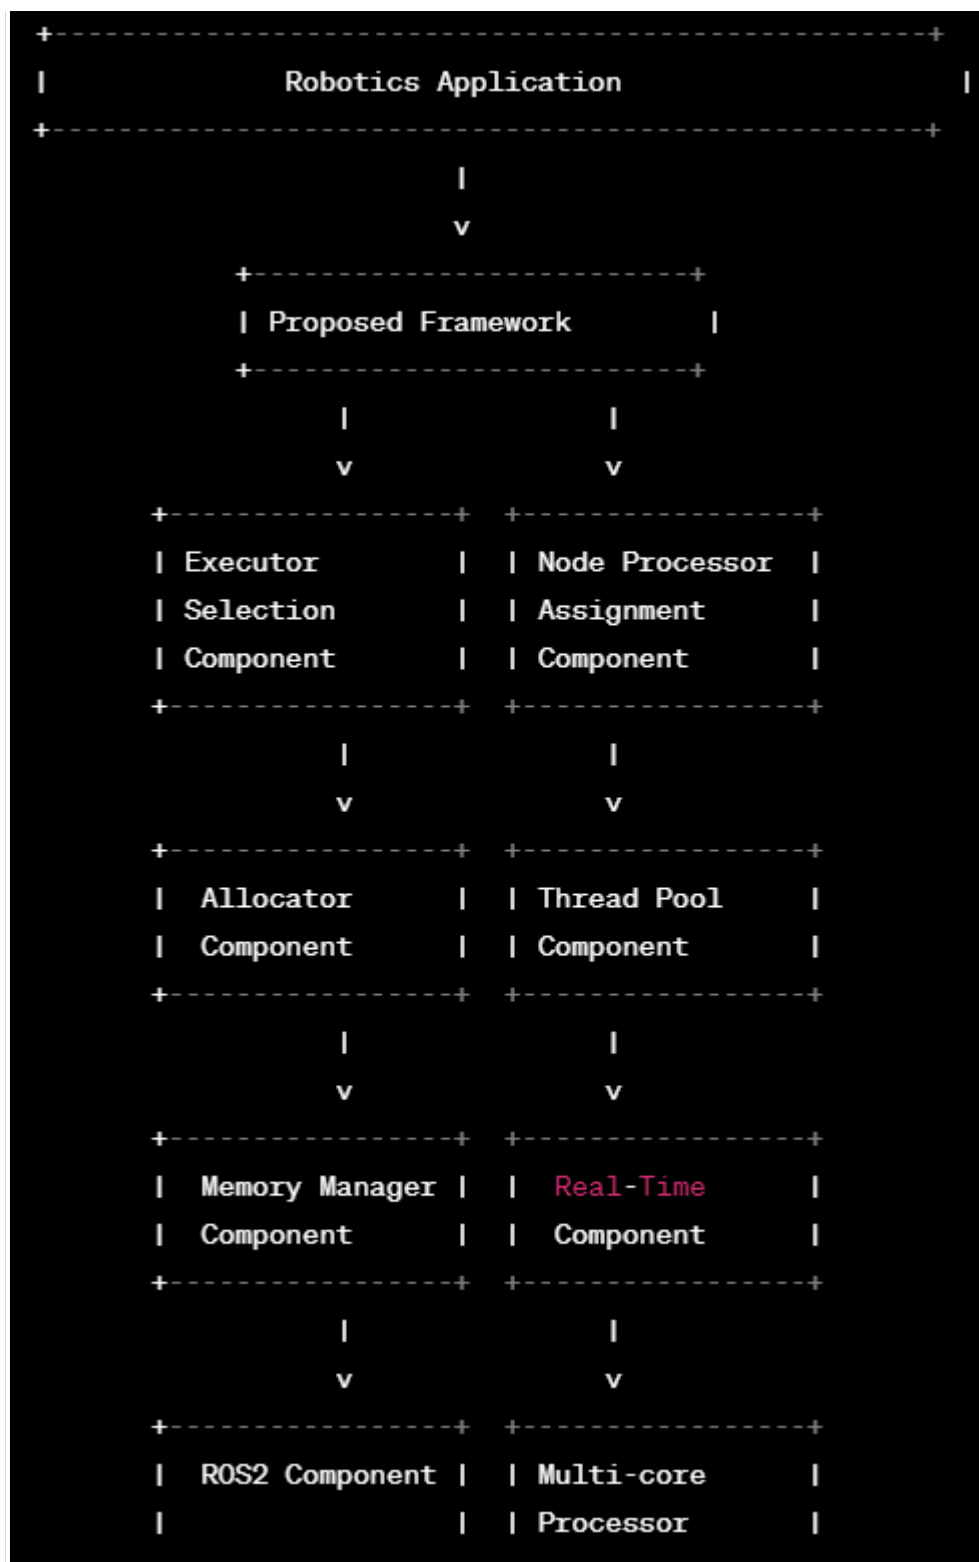 +-----------------------------------------------------+
|              Robotics Application                    |
+-----------------------------------------------------+
                         |
                         v
            +--------------------------+
            | Proposed Framework        |
            +--------------------------+
                  |               |
                  v               v
       +-----------------+  +-----------------+
       | Executor        |  | Node Processor  |
       | Selection       |  | Assignment      |
       | Component       |  | Component       |
       +-----------------+  +-----------------+
                  |               |
                  v               v
       +-----------------+  +-----------------+
       |  Allocator      |  | Thread Pool     |
       |  Component      |  | Component       |
       +-----------------+  +-----------------+
                  |               |
                  v               v
       +-----------------+  +-----------------+
       |  Memory Manager |  |  Real-Time      |
       |  Component      |  |  Component      |
       +-----------------+  +-----------------+
                  |               |
                  v               v
       +-----------------+  +-----------------+
       |  ROS2 Component |  | Multi-core      |
       |                 |  | Processor       |